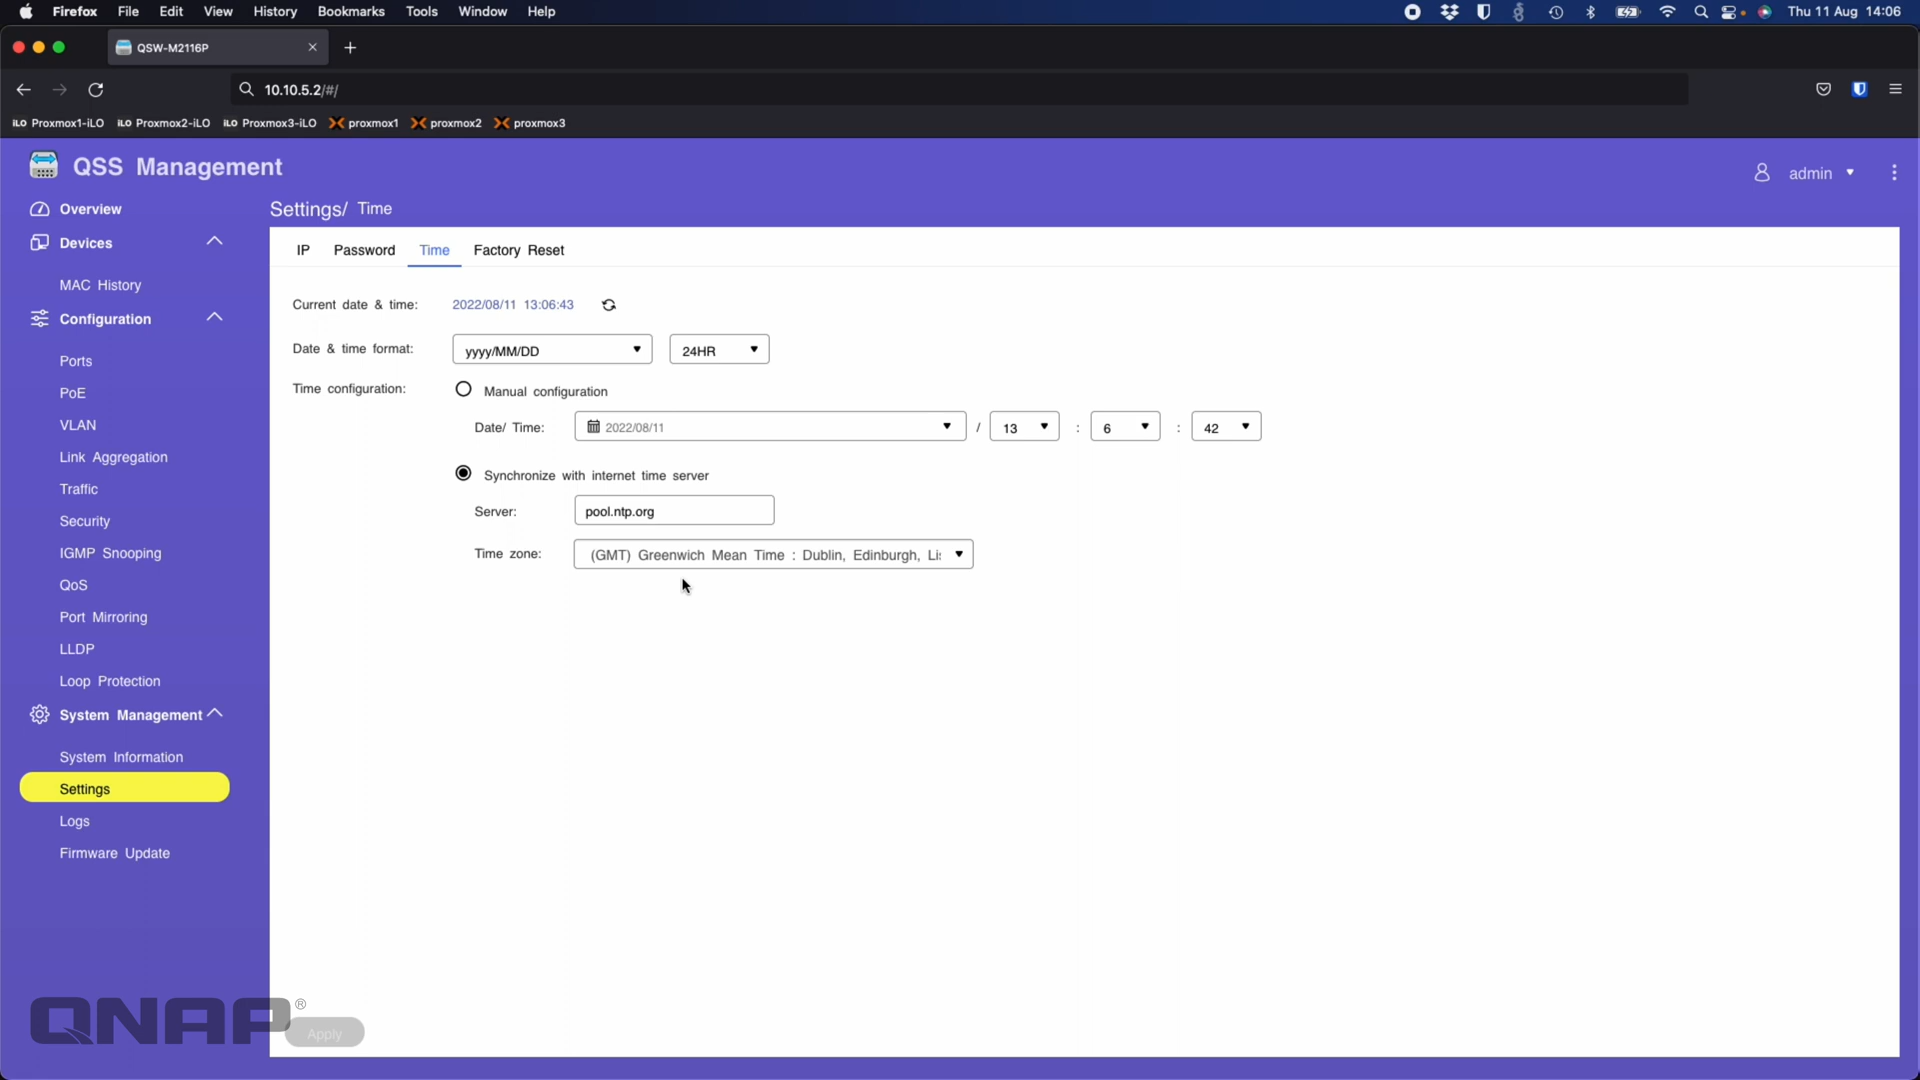 Firefox File Edit View History Bookmarks Tools Window Help Thu 11 Aug 14:06
QSW-M2116P
10.10.5.2/#/
iLO Proxmox1-iLO iLO Proxmox2-iLO iLO Proxmox3-iLO proxmox1 proxmox2 proxmox3
QSS Management
admin
Overview
Devices
MAC History
Configuration
Ports
PoE
VLAN
Link Aggregation
Traffic
Security
IGMP Snooping
QoS
Port Mirroring
LLDP
Loop Protection
System Management
System Information
Settings
Logs
Firmware Update
Settings/ Time
IP Password Time Factory Reset
Current date & time: 2022/08/11 13:06:43
Date & time format: yyyy/MM/DD 24HR
Time configuration: Manual configuration
Date/ Time: 2022/08/11 / 13 : 6 : 42
Synchronize with internet time server
Server: pool.ntp.org
Time zone: (GMT) Greenwich Mean Time : Dublin, Edinburgh, Li
QNAP®
Apply